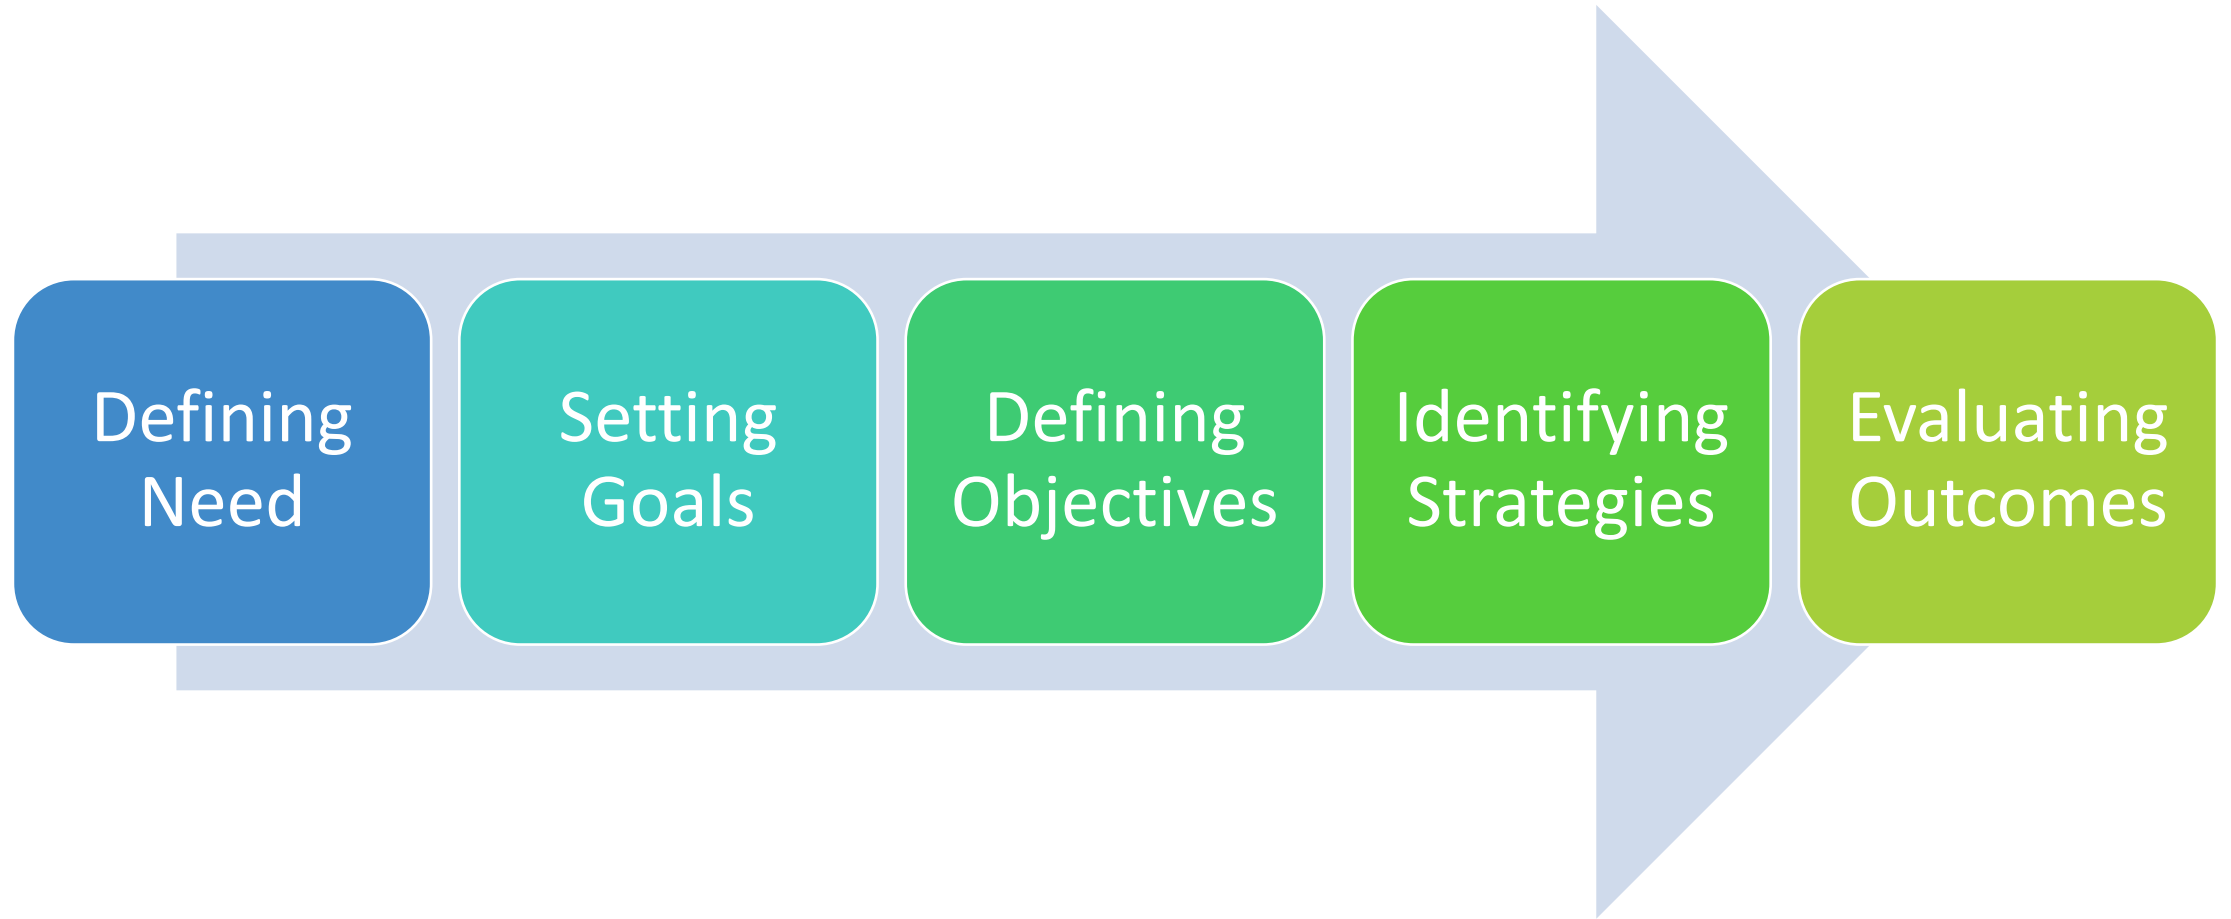 Defining
Need
Setting
Goals
Defining
Objectives
Identifying
Strategies
Evaluating
Outcomes